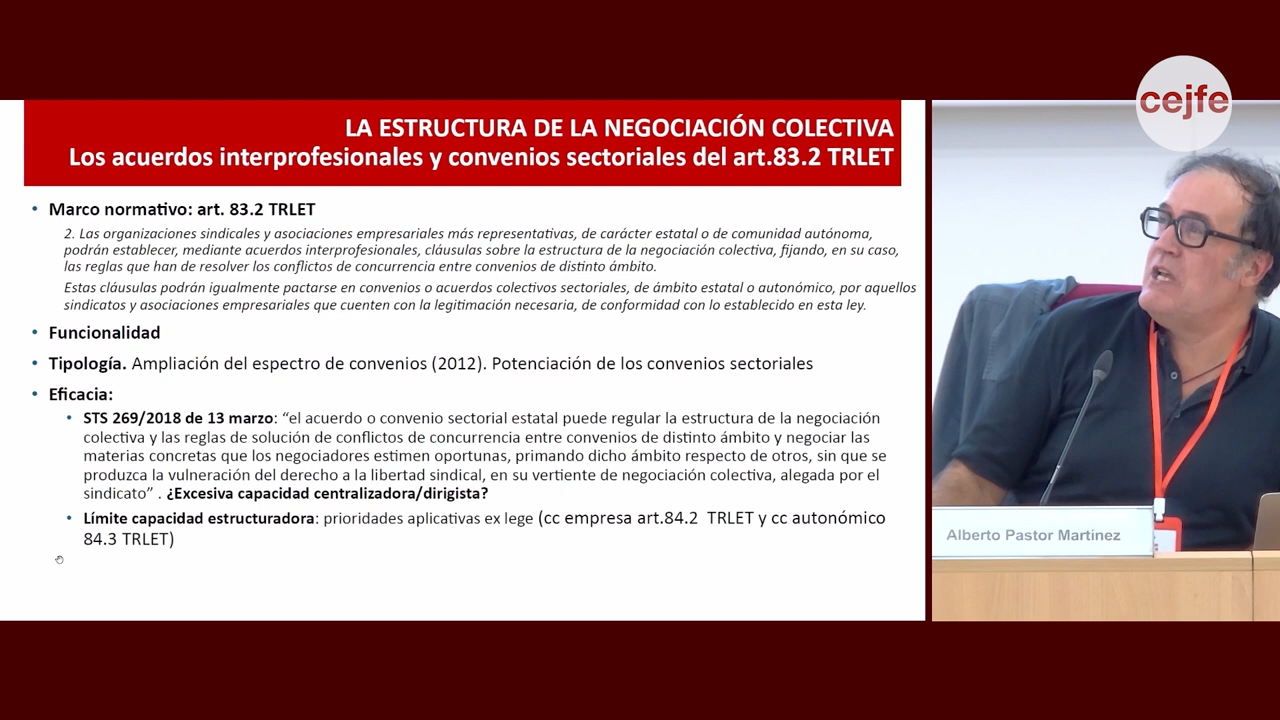 cejfe
LA ESTRUCTURA DE LA NEGOCIACIÓN COLECTIVA
Los acuerdos interprofesionales y convenios sectoriales del art.83.2 TRLET
• Marco normativo: art. 83.2 TRLET
2. Las organizaciones sindicales y asociaciones empresariales más representativas, de carácter estatal o de comunidad autónoma,
podrán establecer, mediante acuerdos interprofesionales, cláusulas sobre la estructura de la negociación colectiva, fijando, en su caso,
las reglas que han de resolver los conflictos de concurrencia entre convenios de distinto ámbito.
Estas cláusulas podrán igualmente pactarse en convenios o acuerdos colectivos sectoriales, de ámbito estatal o autonómico, por aquellos
sindicatos y asociaciones empresariales que cuenten con la legitimación necesaria, de conformidad con lo establecido en esta ley.
• Funcionalidad
• Tipología. Ampliación del espectro de convenios (2012). Potenciación de los convenios sectoriales
• Eficacia:
• STS 269/2018 de 13 marzo: “el acuerdo o convenio sectorial estatal puede regular la estructura de la negociación
colectiva y las reglas de solución de conflictos de concurrencia entre convenios de distinto ámbito y negociar las
materias concretas que los negociadores estimen oportunas, primando dicho ámbito respecto de otros, sin que se
produzca la vulneración del derecho a la libertad sindical, en su vertiente de negociación colectiva, alegada por el
sindicato” . ¿Excesiva capacidad centralizadora/dirigista?
• Límite capacidad estructuradora: prioridades aplicativas ex lege (cc empresa art.84.2 TRLET y cc autonómico
84.3 TRLET)
Alberto Pastor Martinez